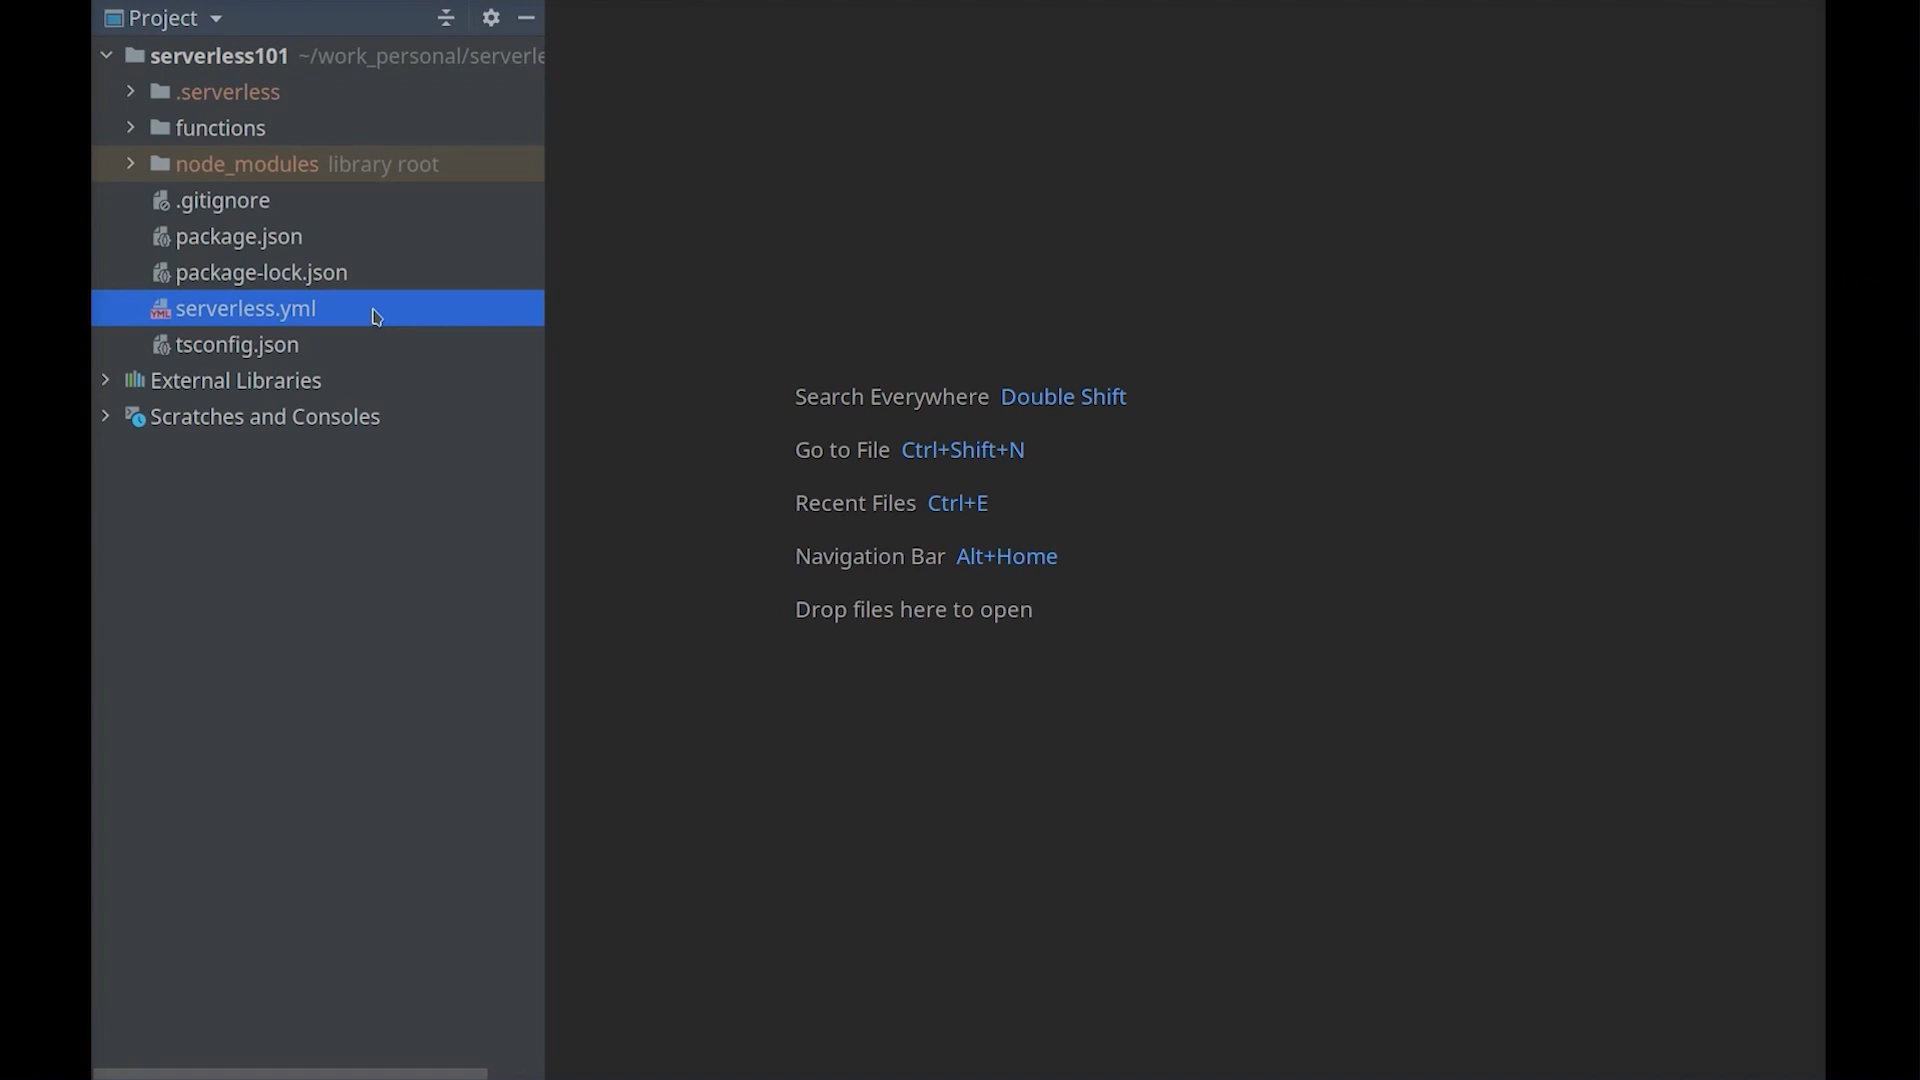 Project
serverless101 ~/work_personal/serverle
.serverless
functions
node_modules library root
.gitignore
package.json
package-lock.json
YML serverless.yml
tsconfig.json
External Libraries
Scratches and Consoles
Search Everywhere Double Shift
Go to File Ctrl+Shift+N
Recent Files Ctrl+E
Navigation Bar Alt+Home
Drop files here to open